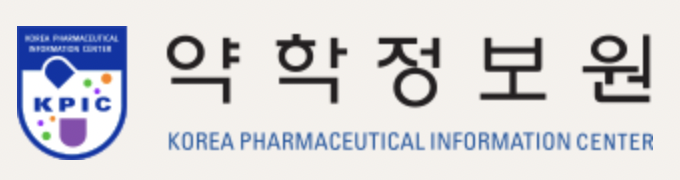 KOREA PHARMACEUTICAL
INFORMATION CENTER
KPIC
약학정보원
KOREA PHARMACEUTICAL INFORMATION CENTER